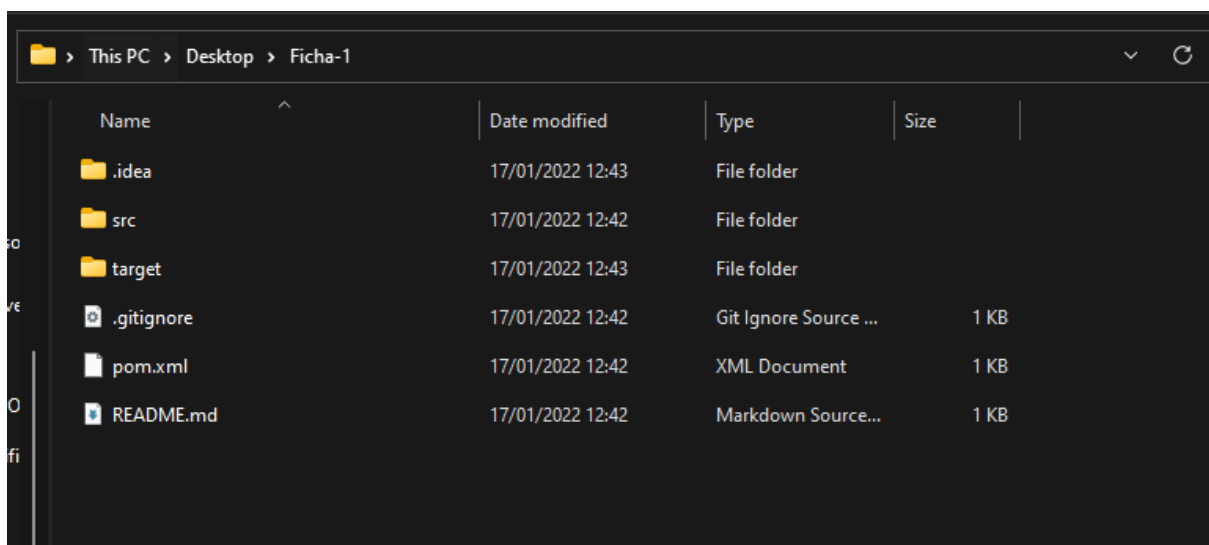 This PC > Desktop > Ficha-1
Name Date modified Type Size
.idea 17/01/2022 12:43 File folder
src 17/01/2022 12:42 File folder
target 17/01/2022 12:43 File folder
.gitignore 17/01/2022 12:42 Git Ignore Source ... 1 KB
pom.xml 17/01/2022 12:42 XML Document 1 KB
README.md 17/01/2022 12:42 Markdown Source... 1 KB